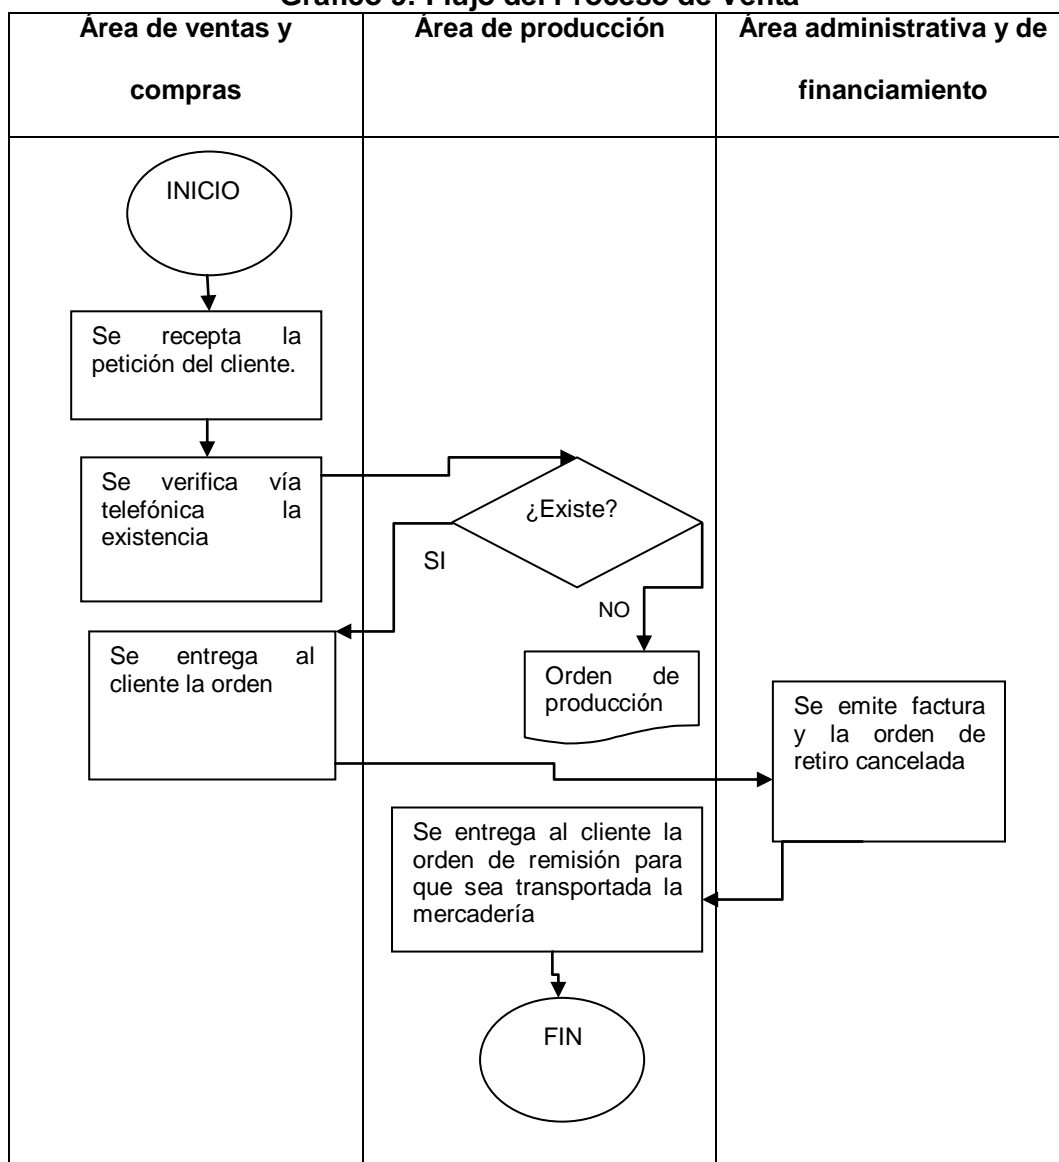 Área de ventas y
compras
Área de producción
Área administrativa y de
financiamiento
INICIO
Se recepta la
petición del cliente.
Se verifica vía
telefónica la
existencia
¿Existe?
SI
NO
Se entrega al
cliente la orden
Orden de
producción
Se emite factura
y la orden de
retiro cancelada
Se entrega al cliente la
orden de remisión para
que sea transportada la
mercadería
FIN